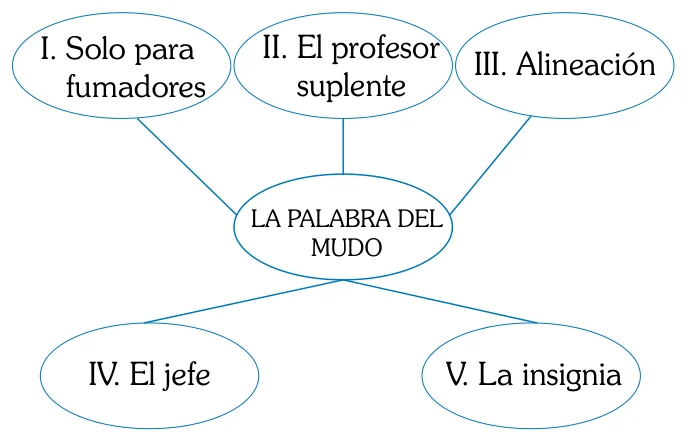 I. Solo para
fumadores
II. El profesor
suplente
III. Alineación
LA PALABRA DEL
MUDO
IV. El jefe
V. La insignia